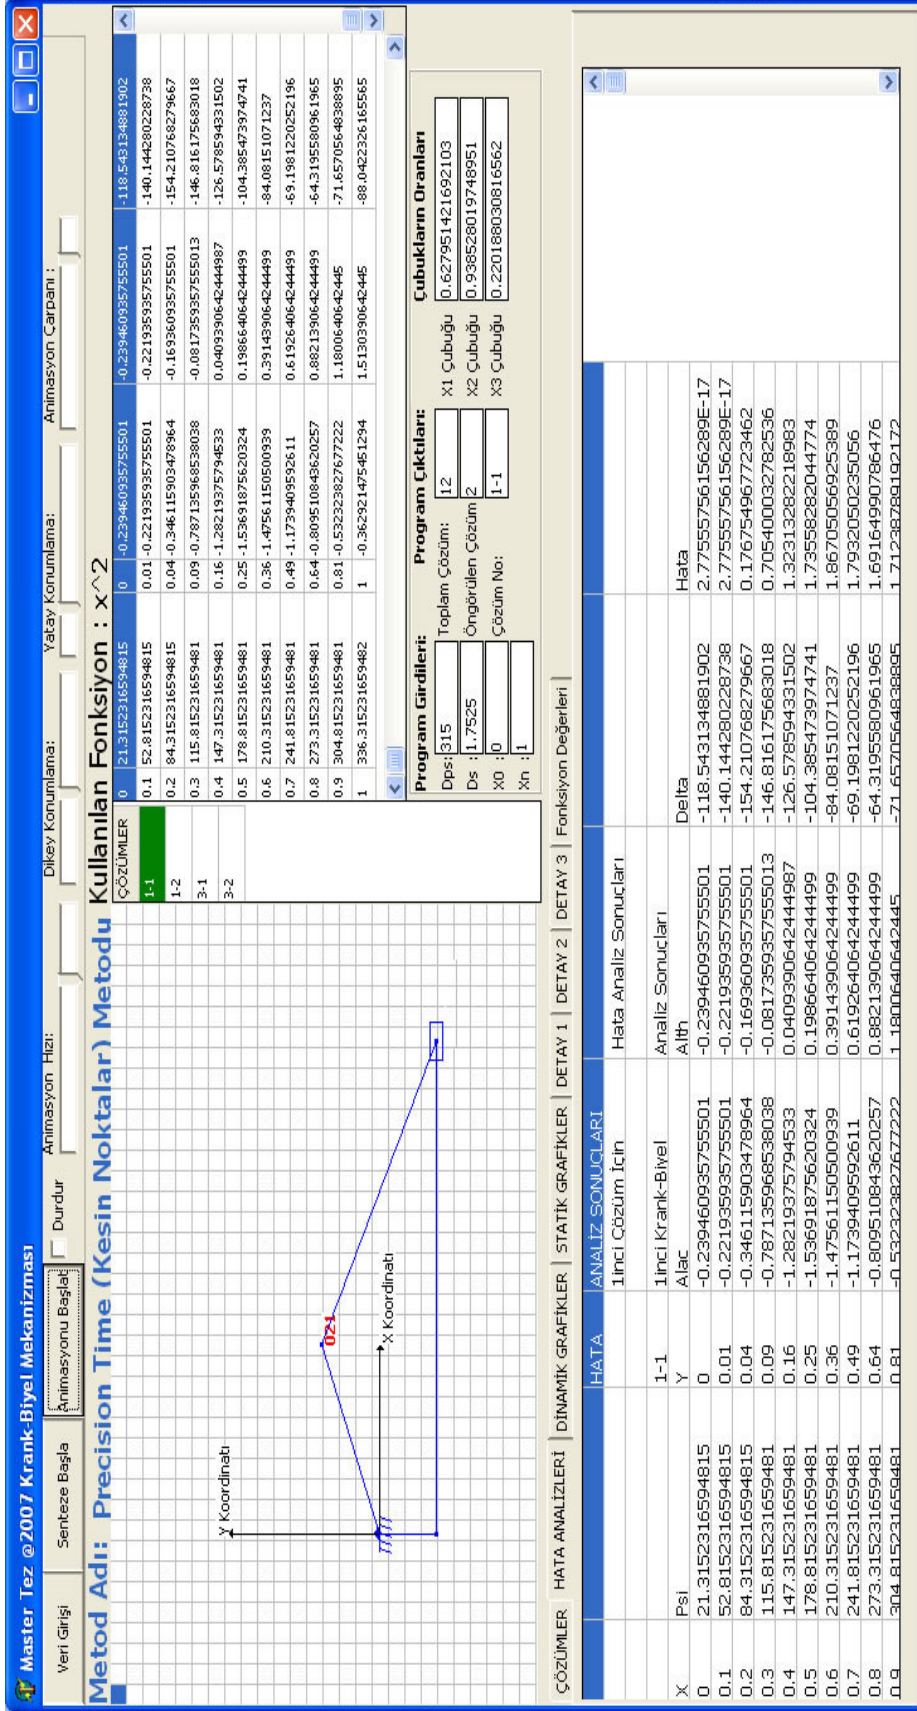 Master Tez @2007 Krank-Biyel Mekanizması
Veri Girişi
Senteze Başla
Animasyonu Başlat
Durdur
Animasyon Hızı:
Dikey Konumlama:
Yatay Konumlama:
Animasyon Çarpanı :
Metod Adı: Precision Time (Kesin Noktalar) Metodu
Kullanılan Fonksiyon : x^2
Y Koordinatı
X Koordinatı
021
ÇÖZÜMLER
1-1
1-2
3-1
3-2
0 21.3152316594815 0 -0.239460935755501 -0.239460935755501 -118.543134881902
0.1 52.8152316594815 0.01 -0.221935935755501 -0.221935935755501 -140.144280228738
0.2 84.3152316594815 0.04 -0.346115903478964 -0.169360935755501 -154.210768279667
0.3 115.815231659481 0.09 -0.787135968538038 -0.0817359357555013 -146.816175683018
0.4 147.315231659481 0.16 -1.28219375794533 0.0409390642444987 -126.578594331502
0.5 178.815231659481 0.25 -1.53691875620324 0.198664064244499 -104.385473974741
0.6 210.315231659481 0.36 -1.47561150500939 0.391439064244499 -84.08151071237
0.7 241.815231659481 0.49 -1.1739409592611 0.619264064244499 -69.1981220252196
0.8 273.315231659481 0.64 -0.809510843620257 0.882139064244499 -64.3195580961965
0.9 304.815231659481 0.81 -0.532323827677222 1.1800640642445 -71.6570564838895
1 336.315231659482 1 -0.362921475451294 1.5130390642445 -88.0422326165565
Program Girdileri:
Dps: 315
Ds : 1.7525
X0 : 0
Xn : 1
Program Çıktıları:
Toplam Çözüm: 12
Öngörülen Çözüm 2
Çözüm No: 1-1
Çubukların Oranları
X1 Çubuğu 0.627951421692103
X2 Çubuğu 0.938528019748951
X3 Çubuğu 0.220188030816562
ÇÖZÜMLER
HATA ANALİZLERİ
DİNAMİK GRAFİKLER
STATİK GRAFİKLER
DETAY 1
DETAY 2
DETAY 3
Fonksiyon Değerleri
HATA ANALİZ SONUÇLARI
1inci Çözüm İçin Hata Analiz Sonuçları
1-1 1inci Krank-Biyel Analiz Sonuçları
X Psi Y Alac Alth Delta Hata
0 21.3152316594815 0 -0.239460935755501 -0.239460935755501 -118.543134881902 2.77555756156289E-17
0.1 52.8152316594815 0.01 -0.221935935755501 -0.221935935755501 -140.144280228738 2.77555756156289E-17
0.2 84.3152316594815 0.04 -0.346115903478964 -0.169360935755501 -154.210768279667 0.176754967723462
0.3 115.815231659481 0.09 -0.787135968538038 -0.0817359357555013 -146.816175683018 0.705400032782536
0.4 147.315231659481 0.16 -1.28219375794533 0.0409390642444987 -126.578594331502 1.32313282218983
0.5 178.815231659481 0.25 -1.53691875620324 0.198664064244499 -104.385473974741 1.73558282044774
0.6 210.315231659481 0.36 -1.47561150500939 0.391439064244499 -84.08151071237 1.86705056925389
0.7 241.815231659481 0.49 -1.1739409592611 0.619264064244499 -69.1981220252196 1.7932050235056
0.8 273.315231659481 0.64 -0.809510843620257 0.882139064244499 -64.3195580961965 1.69164990786476
0.9 304.815231659481 0.81 -0.532323827677222 1.1800640642445 -71.6570564838895 1.71238789192172